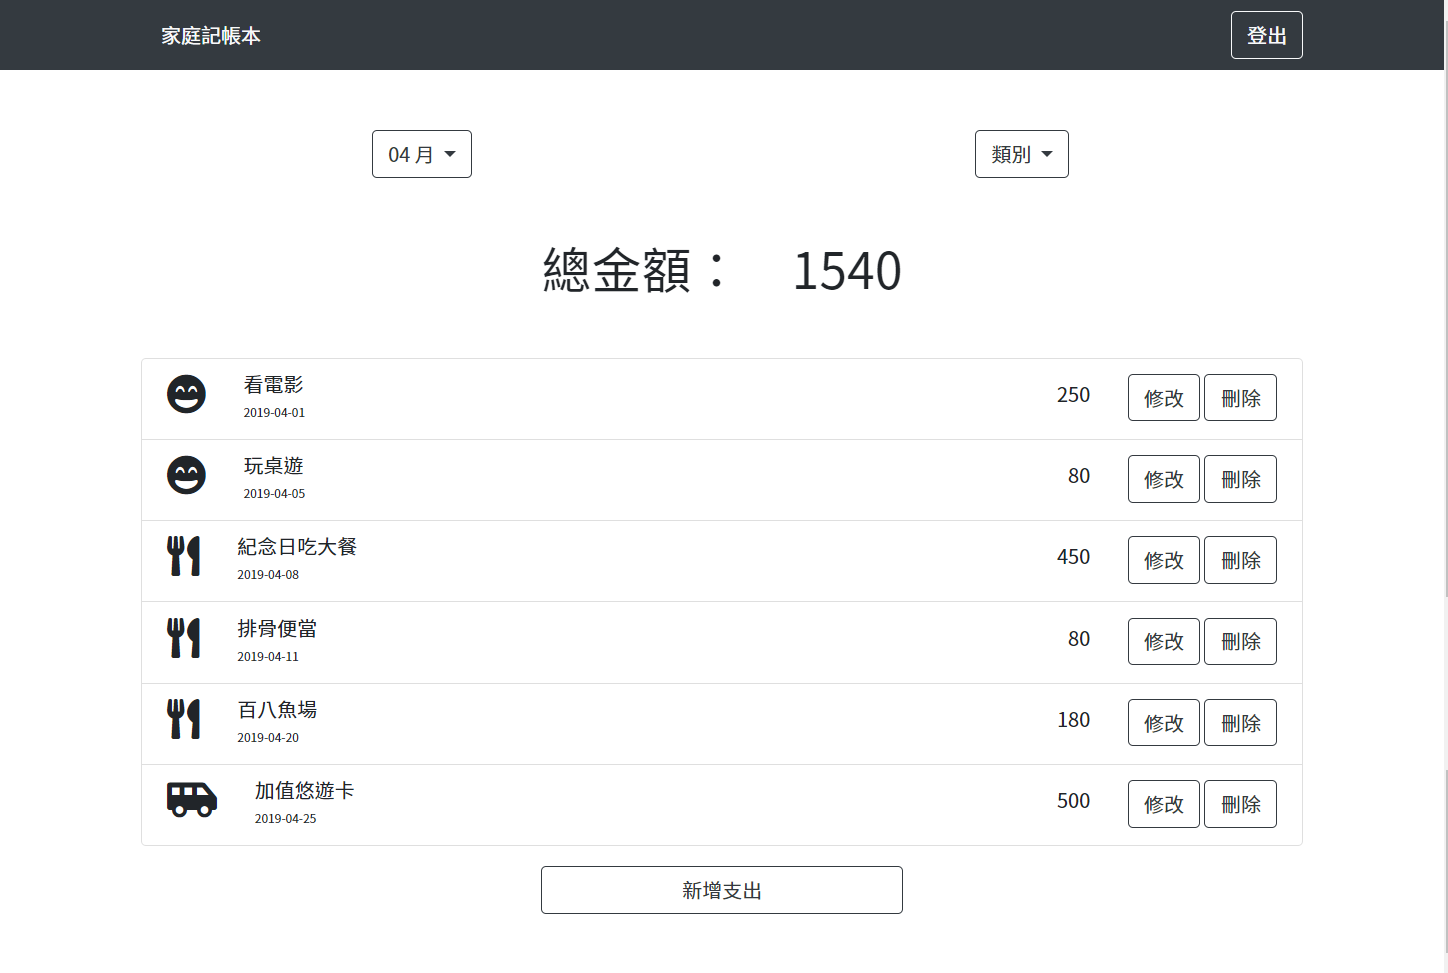 家庭記帳本
登出
04 月
類別
總金額： 1540
看電影
2019-04-01
250
修改
刪除
玩桌遊
2019-04-05
80
修改
刪除
紀念日吃大餐
2019-04-08
450
修改
刪除
排骨便當
2019-04-11
80
修改
刪除
百八魚場
2019-04-20
180
修改
刪除
加值悠遊卡
2019-04-25
500
修改
刪除
新增支出